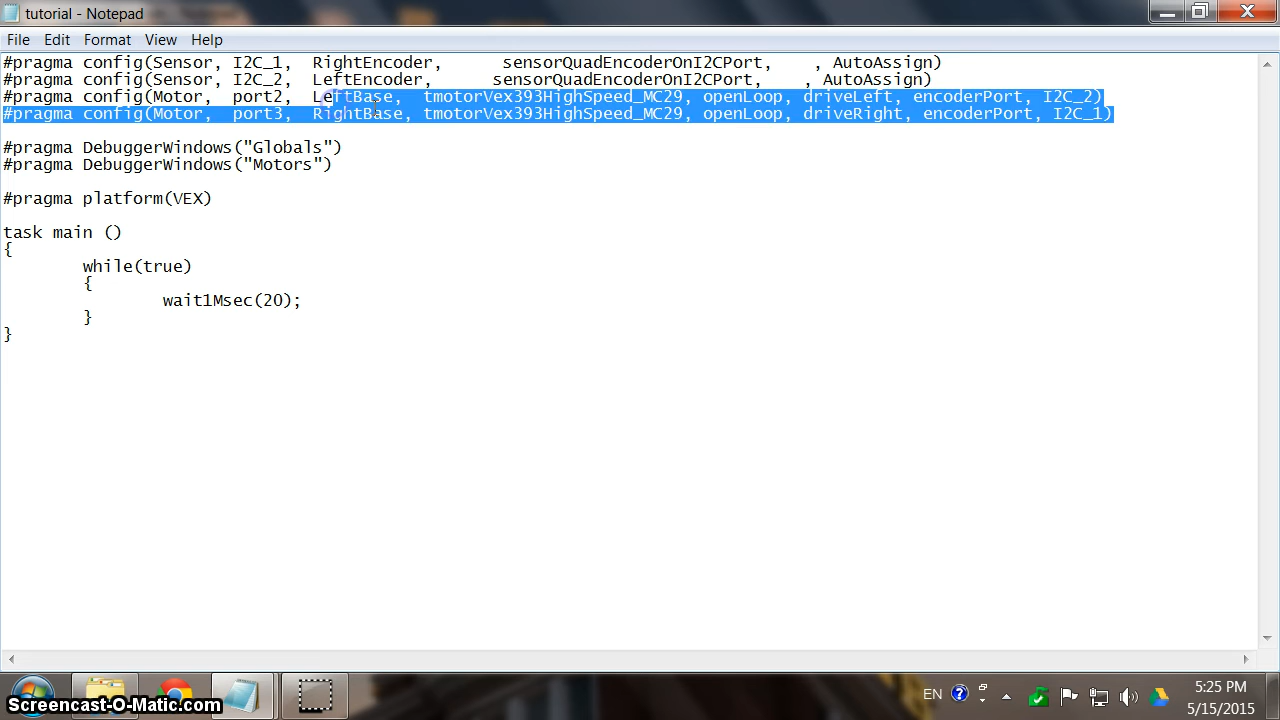 tutorial - Notepad
File Edit Format View Help
#pragma config(Sensor, I2C_1,  RightEncoder,      sensorQuadEncoderOnI2CPort,    , AutoAssign)
#pragma config(Sensor, I2C_2,  LeftEncoder,       sensorQuadEncoderOnI2CPort,    , AutoAssign)
#pragma config(Motor,  port2,  LeftBase,  tmotorVex393HighSpeed_MC29, openLoop, driveLeft, encoderPort, I2C_2)
#pragma config(Motor,  port3,  RightBase, tmotorVex393HighSpeed_MC29, openLoop, driveRight, encoderPort, I2C_1)
#pragma DebuggerWindows("Globals")
#pragma DebuggerWindows("Motors")
#pragma platform(VEX)
task main ()
{
while(true)
{
wait1Msec(20);
}
}
EN
5:25 PM
5/15/2015
Screencast-O-Matic.com